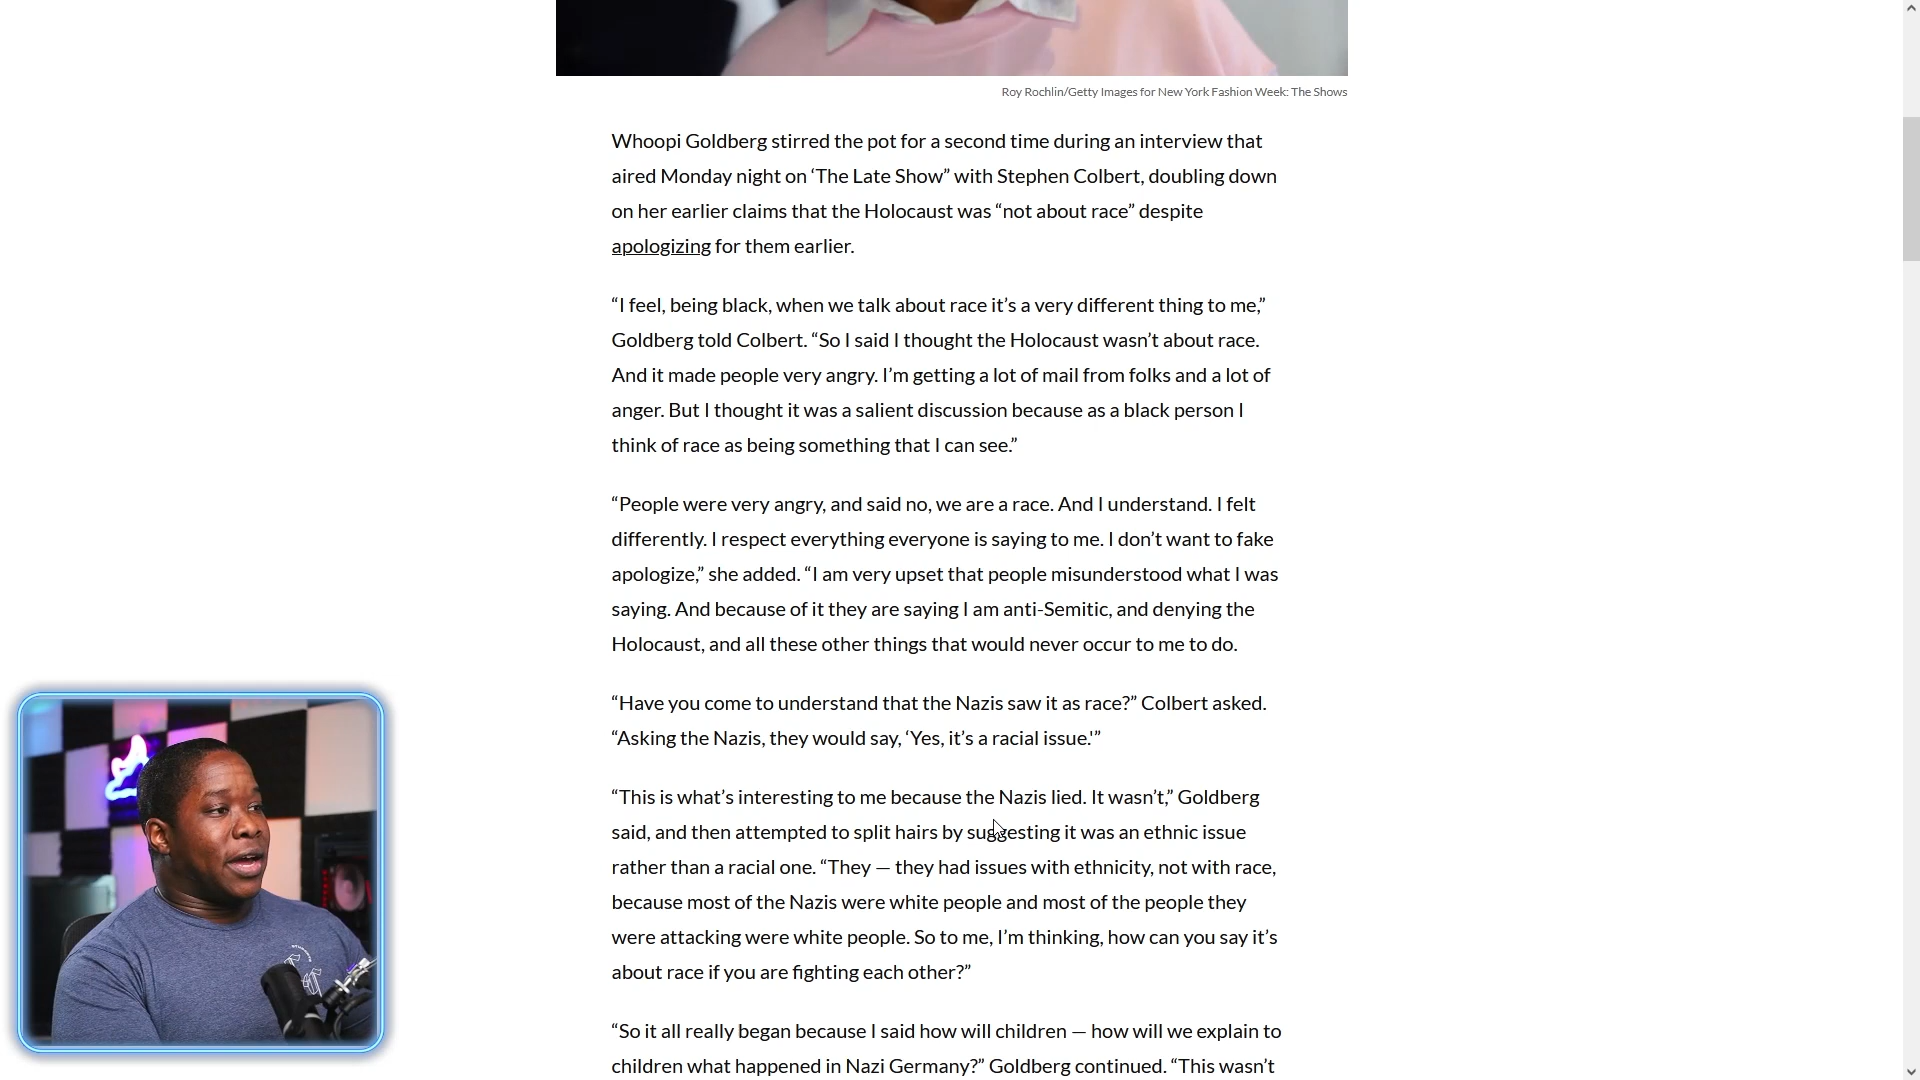 Roy Rochlin/Getty Images for New York Fashion Week: The Shows
Whoopi Goldberg stirred the pot for a second time during an interview that
aired Monday night on ‘The Late Show” with Stephen Colbert, doubling down
on her earlier claims that the Holocaust was “not about race” despite
apologizing for them earlier.
“I feel, being black, when we talk about race it’s a very different thing to me,”
Goldberg told Colbert. “So I said I thought the Holocaust wasn’t about race.
And it made people very angry. I’m getting a lot of mail from folks and a lot of
anger. But I thought it was a salient discussion because as a black person I
think of race as being something that I can see.”
“People were very angry, and said no, we are a race. And I understand. I felt
differently. I respect everything everyone is saying to me. I don’t want to fake
apologize,” she added. “I am very upset that people misunderstood what I was
saying. And because of it they are saying I am anti-Semitic, and denying the
Holocaust, and all these other things that would never occur to me to do.
“Have you come to understand that the Nazis saw it as race?” Colbert asked.
“Asking the Nazis, they would say, ‘Yes, it’s a racial issue.'”
“This is what’s interesting to me because the Nazis lied. It wasn’t,” Goldberg
said, and then attempted to split hairs by suggesting it was an ethnic issue
rather than a racial one. “They — they had issues with ethnicity, not with race,
because most of the Nazis were white people and most of the people they
were attacking were white people. So to me, I’m thinking, how can you say it’s
about race if you are fighting each other?”
“So it all really began because I said how will children — how will we explain to
children what happened in Nazi Germany?” Goldberg continued. “This wasn’t